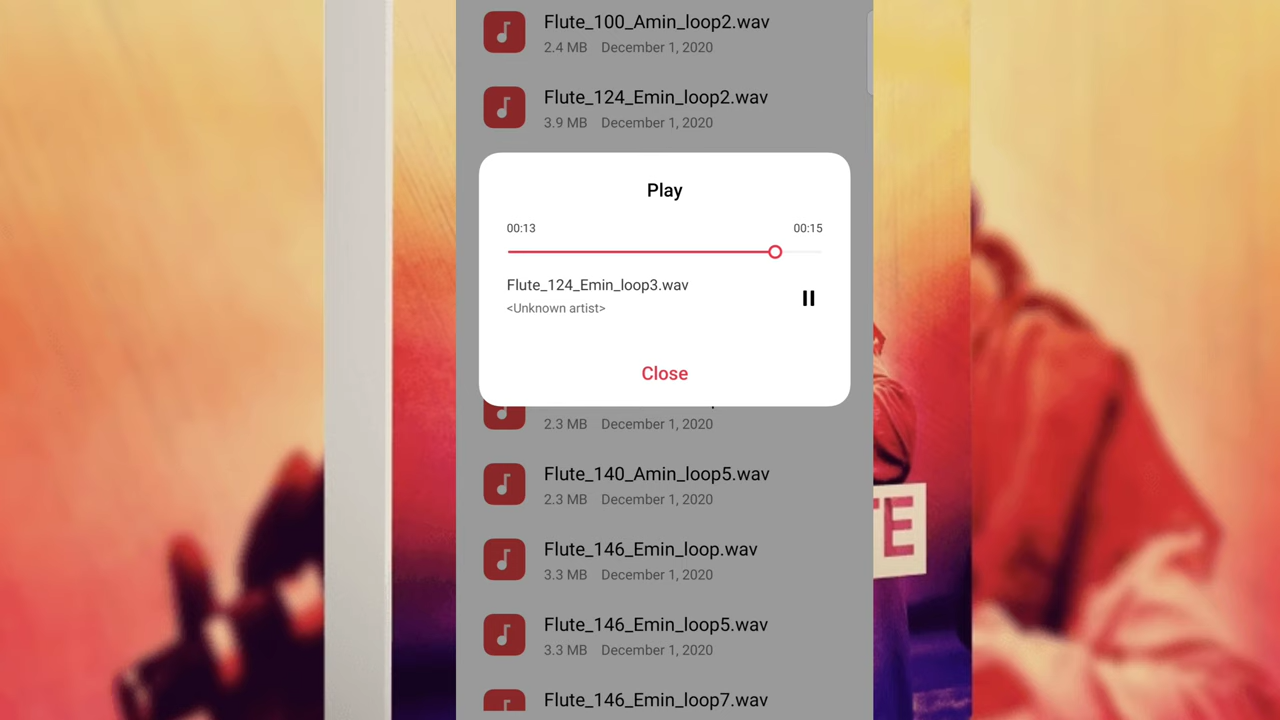 Flute_100_Amin_loop2.wav
2.4 MB December 1, 2020
Flute_124_Emin_loop2.wav
3.9 MB December 1, 2020
Play
00:13 00:15
Flute_124_Emin_loop3.wav
<Unknown artist>
Close
2.3 MB December 1, 2020
Flute_140_Amin_loop5.wav
2.3 MB December 1, 2020
TE
Flute_146_Emin_loop.wav
3.3 MB December 1, 2020
Flute_146_Emin_loop5.wav
3.3 MB December 1, 2020
Flute_146_Emin_loop7.wav